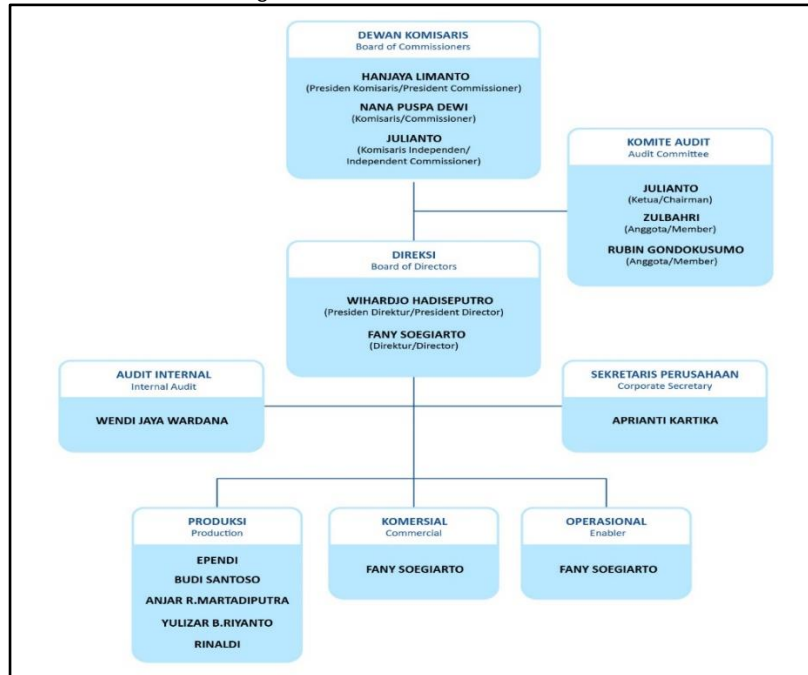 DEWAN KOMISARIS
Board of Commissioners
HANJAYA LIMANTO
(Presiden Komisaris/President Commissioner)
NANA PUSPA DEWI
(Komisaris/Commissioner)
JULIANTO
(Komisaris Independen/
Independent Commissioner)
KOMITE AUDIT
Audit Committee
JULIANTO
(Ketua/Chairman)
ZULBAHRI
(Anggota/Member)
RUBIN GONDOKUSUMO
(Anggota/Member)
DIREKSI
Board of Directors
WIHARDJO HADISEPUTRO
(Presiden Direktur/President Director)
FANY SOEGIARTO
(Direktur/Director)
AUDIT INTERNAL
Internal Audit
WENDI JAYA WARDANA
SEKRETARIS PERUSAHAAN
Corporate Secretary
APRIANTI KARTIKA
PRODUKSI
Production
EPENDI
BUDI SANTOSO
ANJAR R.MARTADIPUTRA
YULIZAR B.RIYANTO
RINALDI
KOMERSIAL
Commercial
FANY SOEGIARTO
OPERASIONAL
Enabler
FANY SOEGIARTO